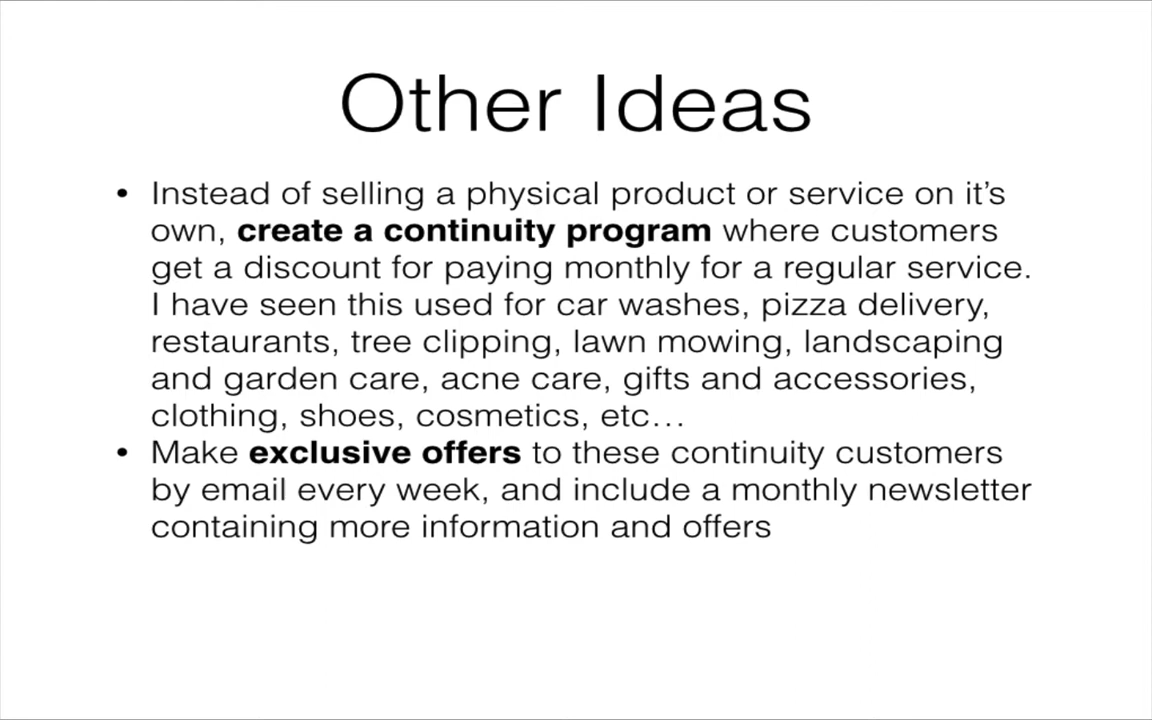 Other Ideas
• Instead of selling a physical product or service on it’s
own, create a continuity program where customers
get a discount for paying monthly for a regular service.
I have seen this used for car washes, pizza delivery,
restaurants, tree clipping, lawn mowing, landscaping
and garden care, acne care, gifts and accessories,
clothing, shoes, cosmetics, etc…
• Make exclusive offers to these continuity customers
by email every week, and include a monthly newsletter
containing more information and offers